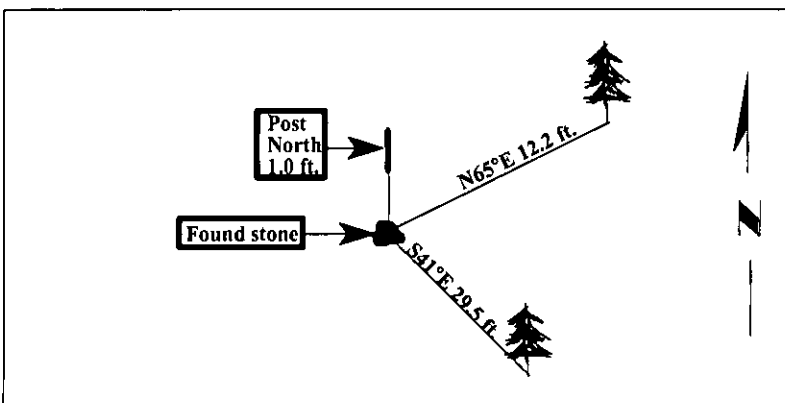 Post
North
1.0 ft.
N65°E 12.2 ft.
Found stone
S41°E 29.5 ft.
N